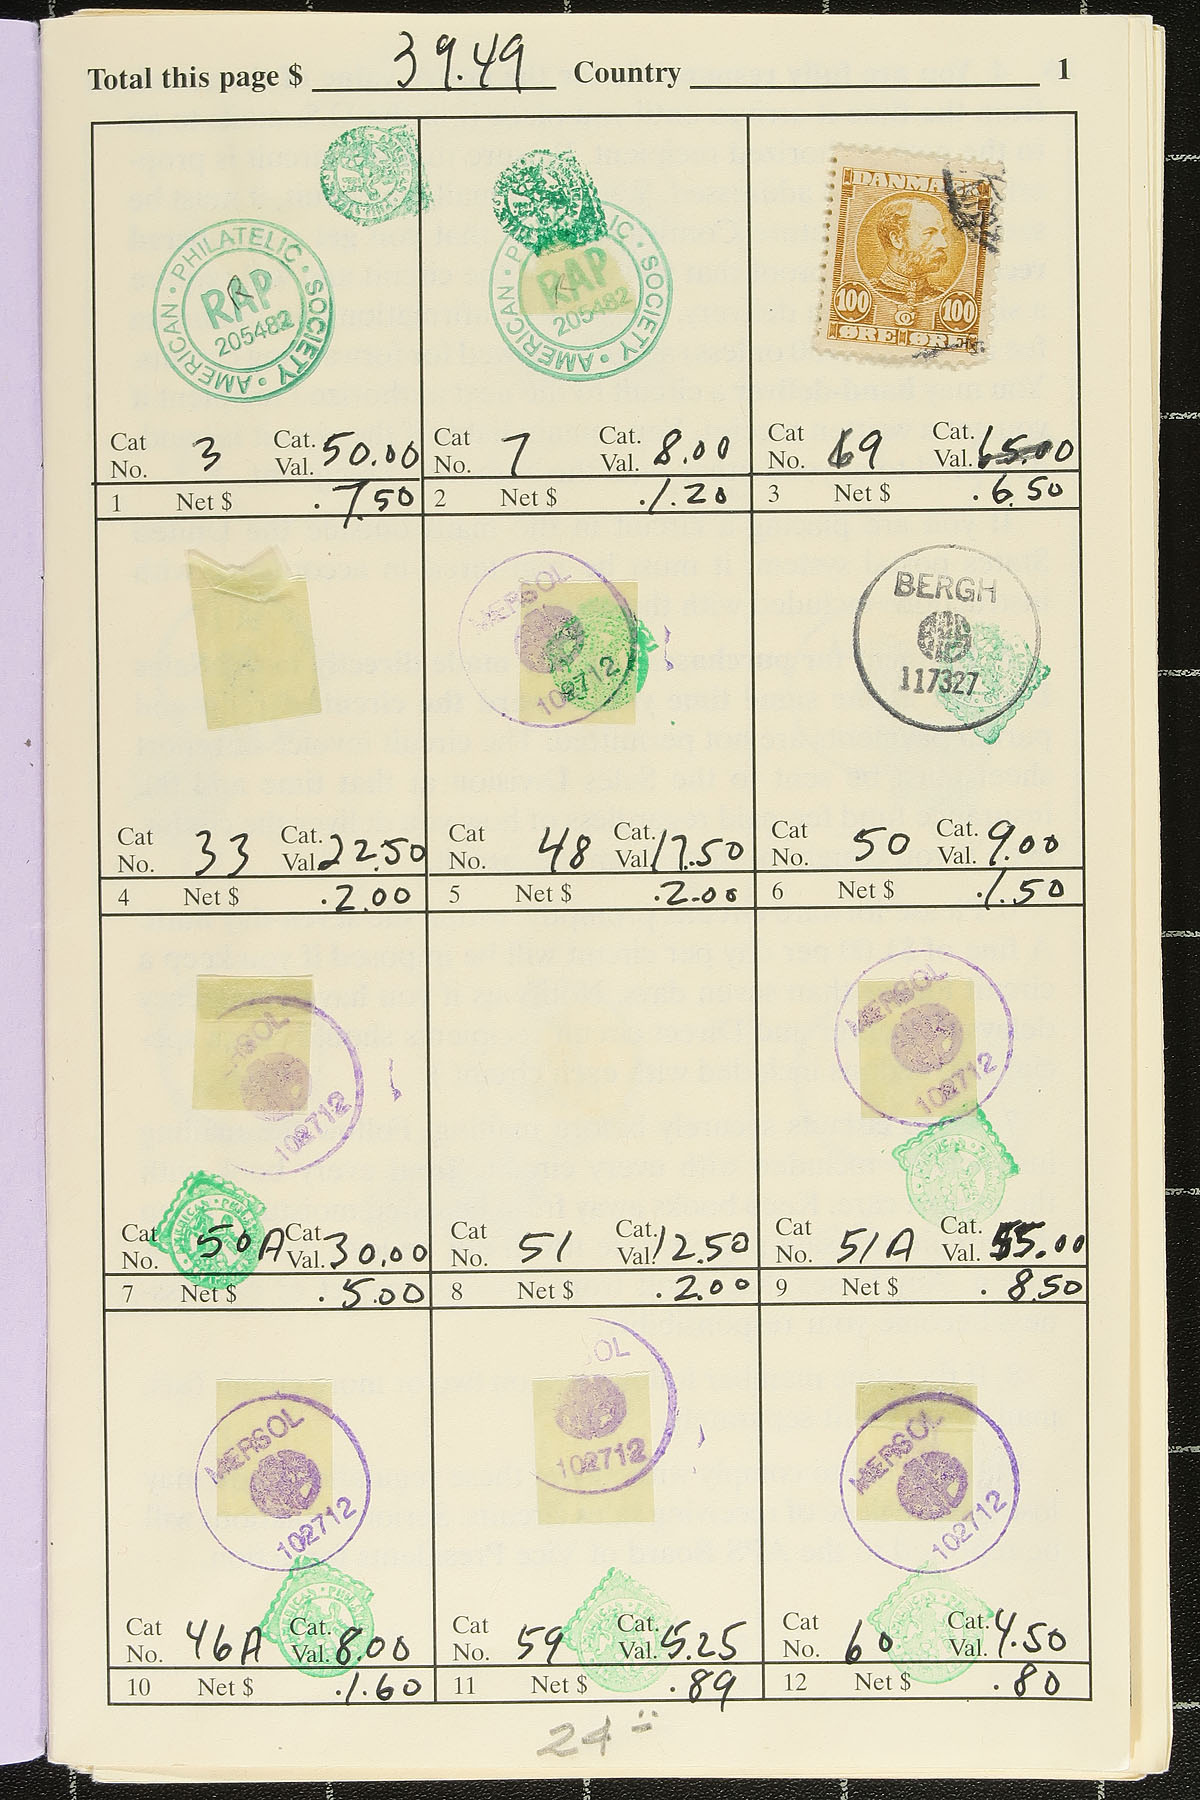 Total this page $ 39.49 Country 1
PHILATELIC · SOCIETY · AMERICAN ·
RAP
205482
PHILATELIC · SOCIETY · AMERICAN ·
RAP
205482
DANMARK
100 100
ØRE ØRE
Cat No. 3 Cat. Val. 50.00
1 Net $ .7.50
Cat No. 7 Cat. Val. 8.00
2 Net $ .1.20
Cat No. 69 Cat. Val. 65.00
3 Net $ .6.50
MERSOL
102712
BERGH
117327
Cat No. 33 Cat. Val. 22.50
4 Net $ .2.00
Cat No. 48 Cat. Val. 17.50
5 Net $ .2.00
Cat No. 50 Cat. Val. 9.00
6 Net $ .1.50
RSOL
102712
MERSOL
102712
Cat No. 50A Cat. Val. 30.00
7 Net $ .5.00
Cat No. 51 Cat. Val. 12.50
8 Net $ .2.00
Cat No. 51A Cat. Val. 55.00
9 Net $ .8.50
MERSOL
102712
OL
102712
MERSOL
102712
Cat No. 46A Cat. Val. 8.00
10 Net $ .1.60
Cat No. 59 Cat. Val. 5.25
11 Net $ .89
Cat No. 60 Cat. Val. 4.50
12 Net $ .80
24